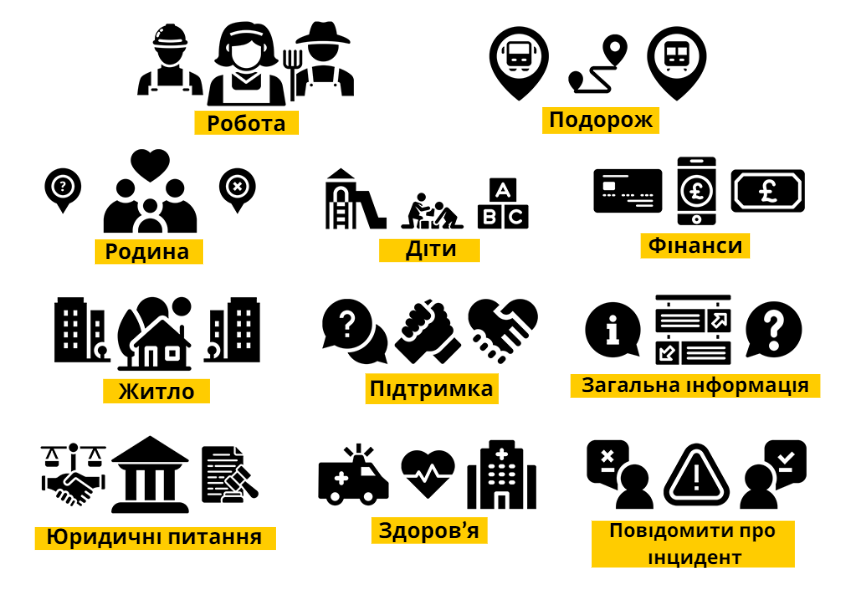 Робота
Подорож
Родина
A
B C
Діти
£
£
Фінанси
Житло
?
Підтримка
i
?
Загальна інформація
Юридичні питання
Здоров'я
Повідомити про
інцидент